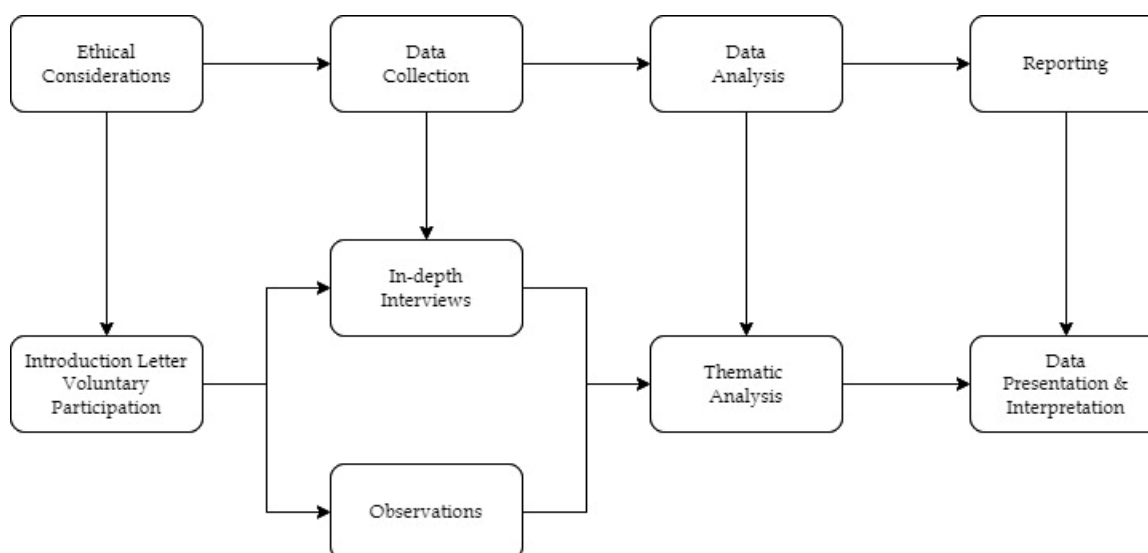 Ethical
Considerations
Data
Collection
Data
Analysis
Reporting
In-depth
Interviews
Introduction Letter
Voluntary
Participation
Thematic
Analysis
Data
Presentation &
Interpretation
Observations